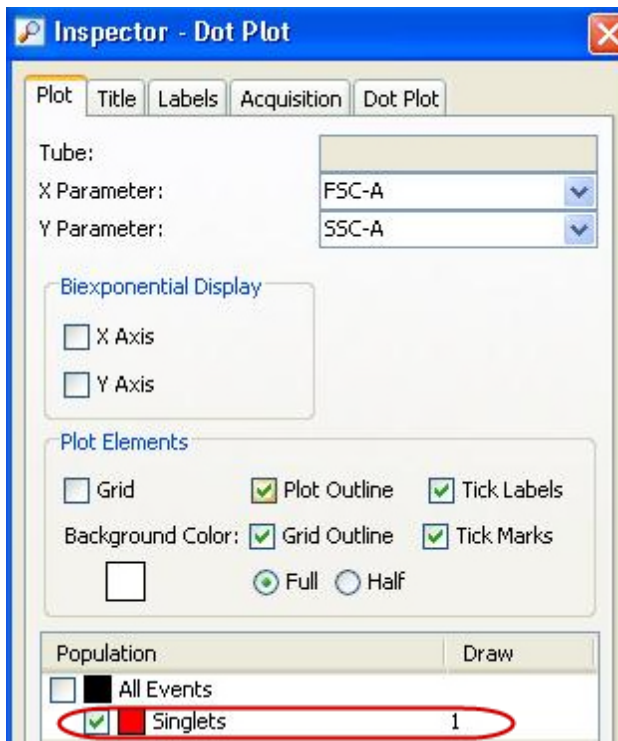 Inspector - Dot Plot
Plot Title Labels Acquisition Dot Plot
Tube:
X Parameter: FSC-A
Y Parameter: SSC-A
Biexponential Display
X Axis
Y Axis
Plot Elements
Grid Plot Outline Tick Labels
Background Color: Grid Outline Tick Marks
Full Half
Population Draw
All Events
Singlets 1